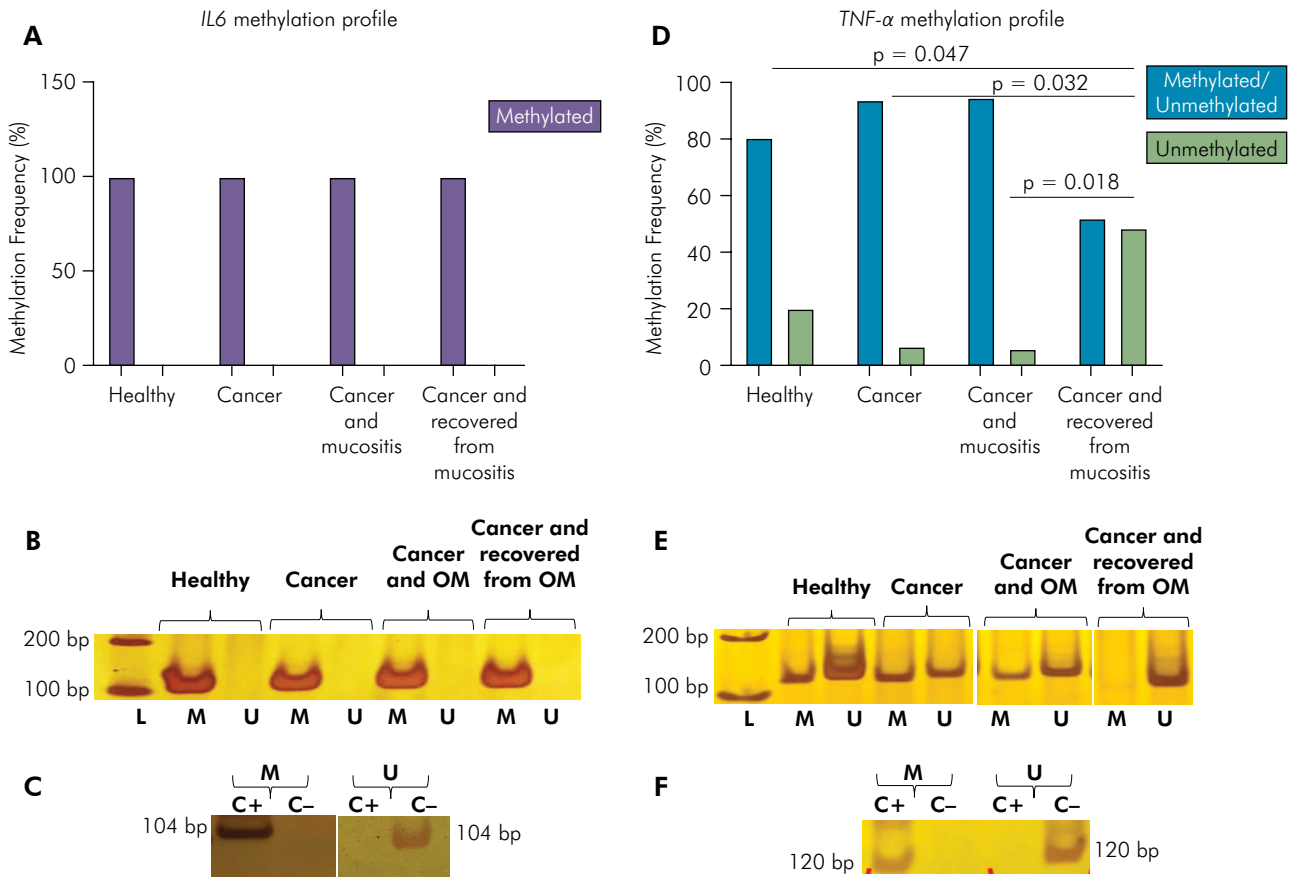 A
IL6 methylation profile
Methylation Frequency (%)
150
100
50
0
Methylated
Healthy
Cancer
Cancer
and
mucositis
Cancer and
recovered
from
mucositis
B
Healthy
Cancer
Cancer
and OM
Cancer and
recovered
from OM
200 bp
100 bp
L M U M U M U M U
C
M U
C+ C– C+ C–
104 bp 104 bp
D
TNF-α methylation profile
p = 0.047
p = 0.032
p = 0.018
Methylated/
Unmethylated
Unmethylated
Methylation Frequency (%)
100
80
60
40
20
0
Healthy
Cancer
Cancer
and
mucositis
Cancer and
recovered
from
mucositis
E
Healthy
Cancer
Cancer
and OM
Cancer and
recovered
from OM
200 bp
100 bp
L M U M U M U M U
F
M U
C+ C– C+ C–
120 bp 120 bp